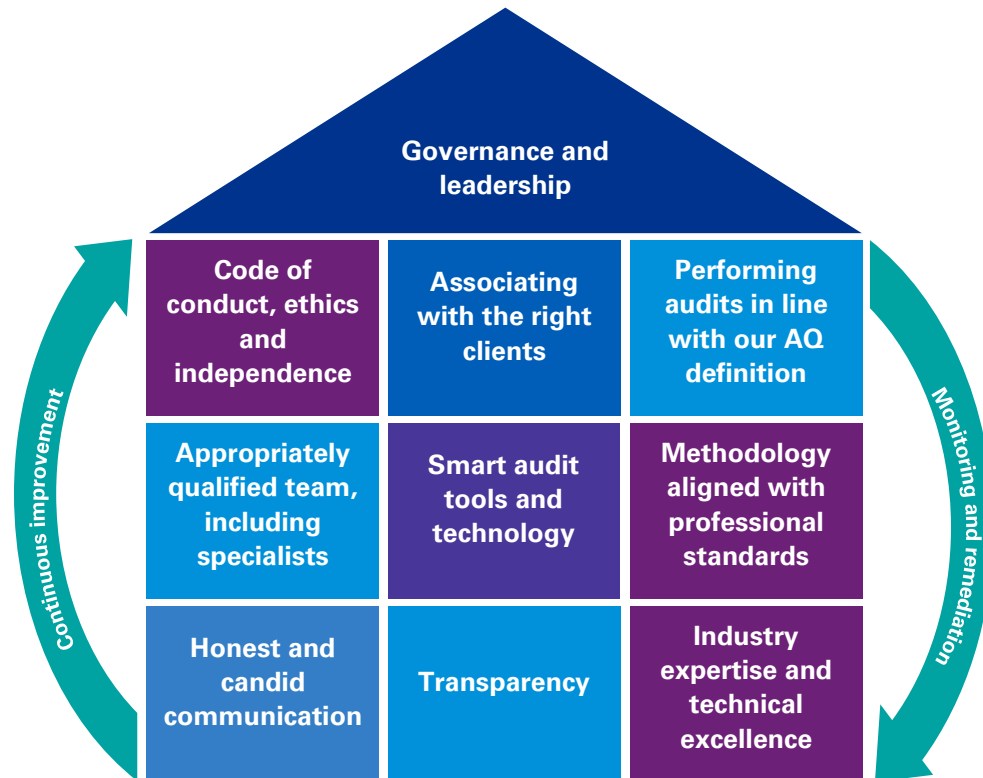 Governance and
leadership
Code of
conduct, ethics
and
independence
Associating
with the right
clients
Performing
audits in line
with our AQ
definition
Appropriately
qualified team,
including
specialists
Smart audit
tools and
technology
Methodology
aligned with
professional
standards
Honest and
candid
communication
Transparency
Industry
expertise and
technical
excellence
Continuous improvement
Monitoring and remediation